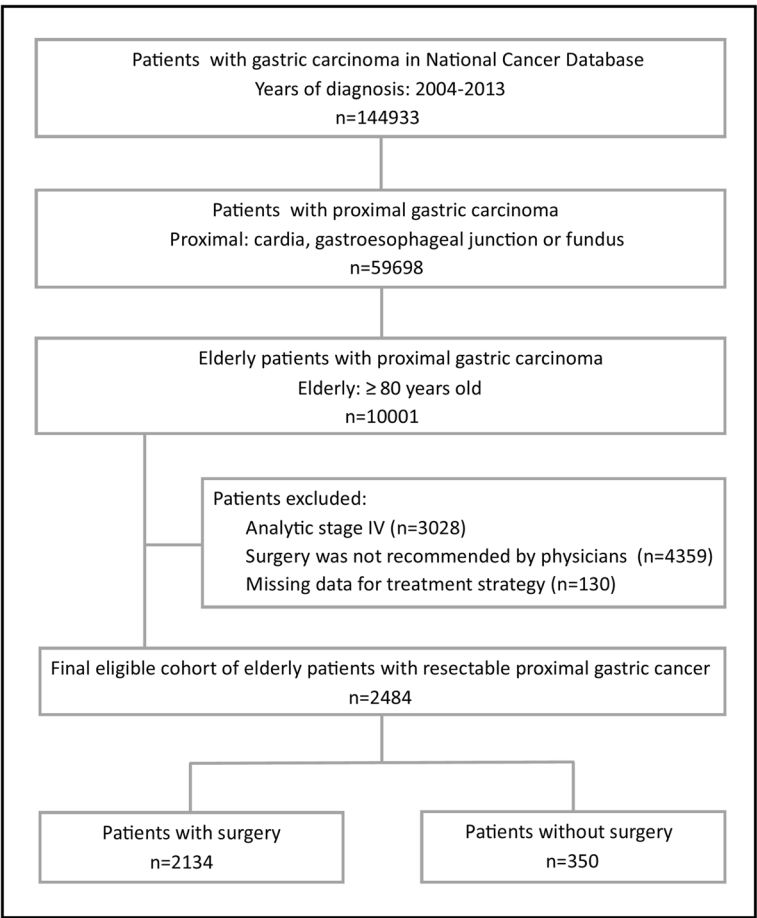 Patients with gastric carcinoma in National Cancer Database
Years of diagnosis: 2004-2013
n=144933
Patients with proximal gastric carcinoma
Proximal: cardia, gastroesophageal junction or fundus
n=59698
Elderly patients with proximal gastric carcinoma
Elderly: ≥ 80 years old
n=10001
Patients excluded:
Analytic stage IV (n=3028)
Surgery was not recommended by physicians (n=4359)
Missing data for treatment strategy (n=130)
Final eligible cohort of elderly patients with resectable proximal gastric cancer
n=2484
Patients with surgery
n=2134
Patients without surgery
n=350